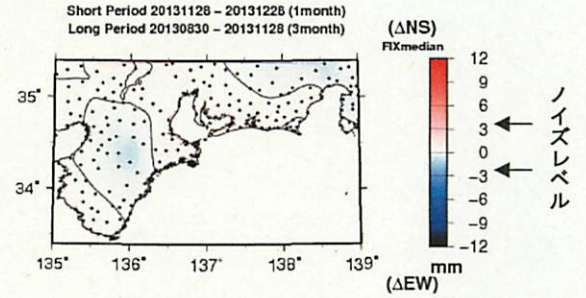 Short Period 20131128 – 20131228 (1month)
Long Period 20130830 – 20131128 (3month)
(ΔNS)
FIXmedian
12
9
6
3
0
−3
−6
−9
−12
mm
(ΔEW)
ノイズレベル
35˚
34˚
135˚
136˚
137˚
138˚
139˚